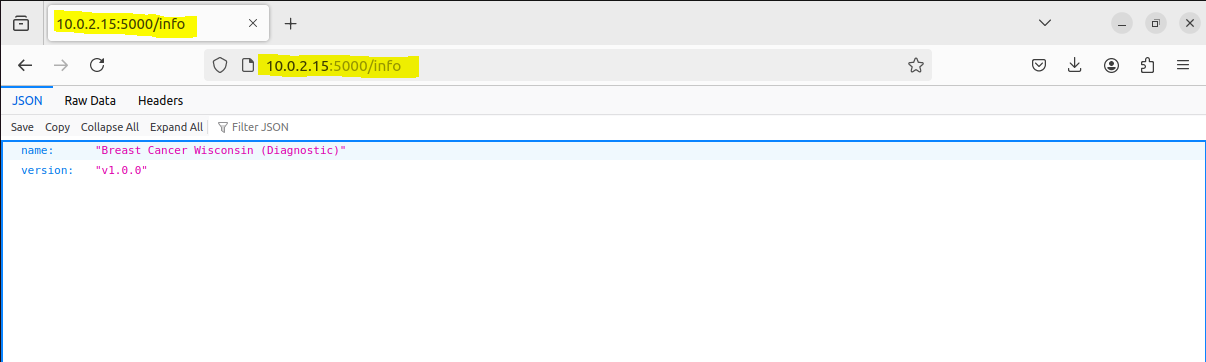 10.0.2.15:5000/info
10.0.2.15:5000/info
JSON Raw Data Headers
Save Copy Collapse All Expand All Filter JSON
name: "Breast Cancer Wisconsin (Diagnostic)"
version: "v1.0.0"